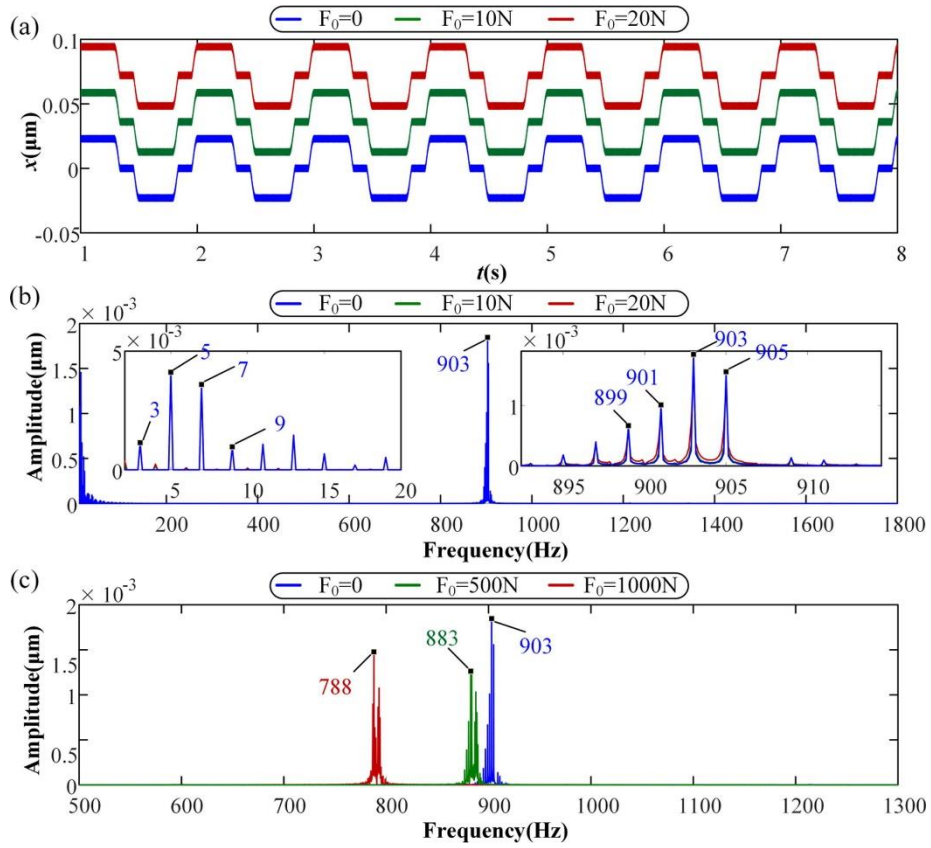 (a)
F₀=0 F₀=10N F₀=20N
0.1
0.05
0
-0.05
x(μm)
1 2 3 4 5 6 7 8
t(s)
(b)
F₀=0 F₀=10N F₀=20N
2 × 10⁻³
1.5
1
0.5
0
Amplitude(μm)
5 × 10⁻³
0
3
5
7
9
5 10 15 20
903
× 10⁻³
1
0
899
901
903
905
895 900 905 910
200 400 600 800 1000 1200 1400 1600 1800
Frequency(Hz)
(c)
F₀=0 F₀=500N F₀=1000N
2 × 10⁻³
1.5
1
0.5
0
Amplitude(μm)
788
883
903
500 600 700 800 900 1000 1100 1200 1300
Frequency(Hz)